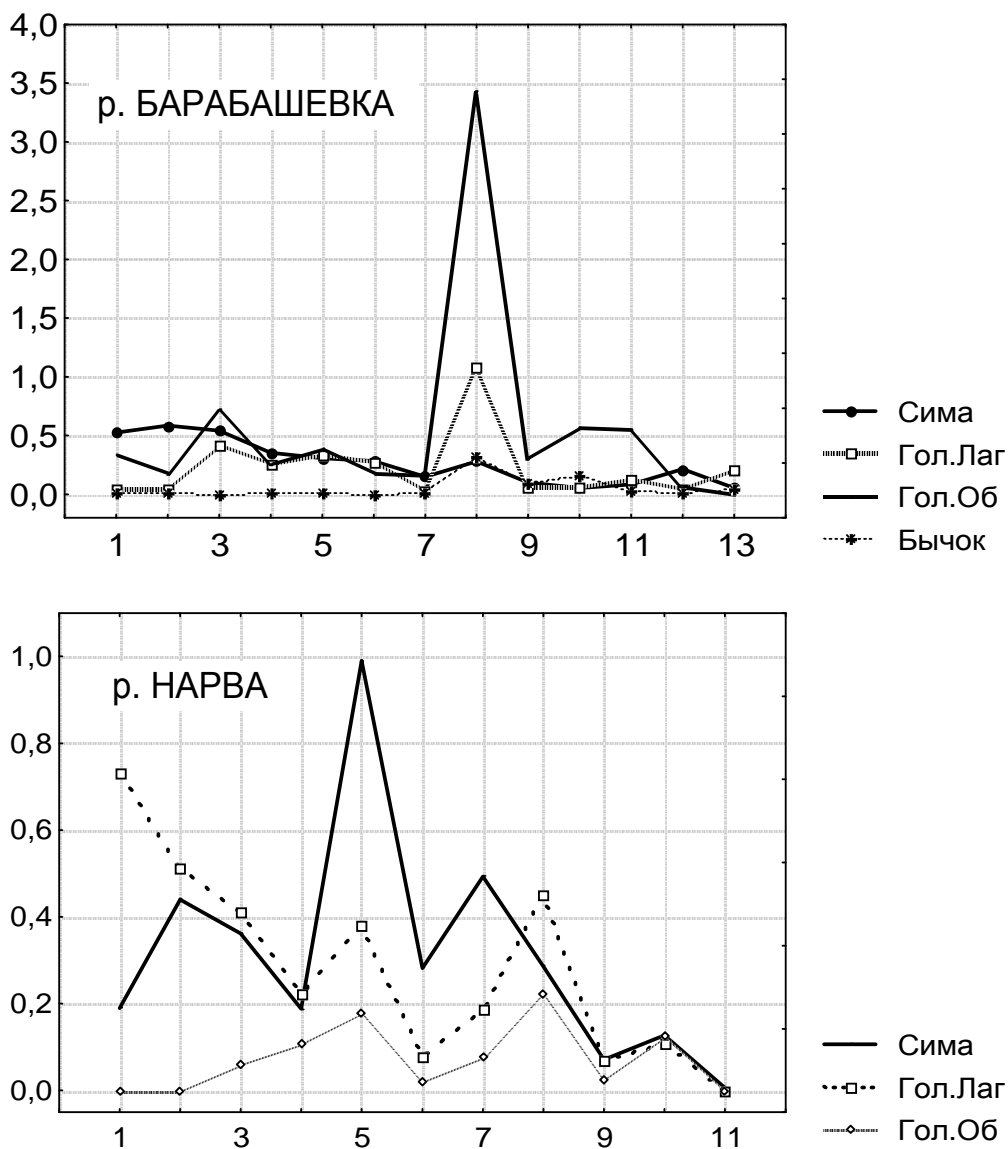 4,0
3,5
3,0
2,5
2,0
1,5
1,0
0,5
0,0
р. БАРАБАШЕВКА
1 3 5 7 9 11 13
Сима
Гол.Лаг
Гол.Об
Бычок
1,0
0,8
0,6
0,4
0,2
0,0
р. НАРВА
1 3 5 7 9 11
Сима
Гол.Лаг
Гол.Об